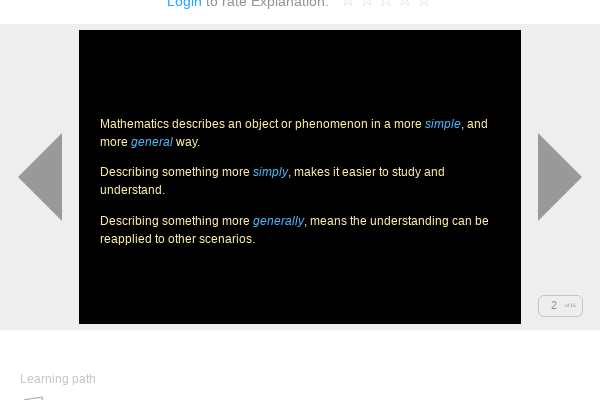 Login to rate Explanation:
Mathematics describes an object or phenomenon in a more simple, and
more general way.
Describing something more simply, makes it easier to study and
understand.
Describing something more generally, means the understanding can be
reapplied to other scenarios.
2
Learning path